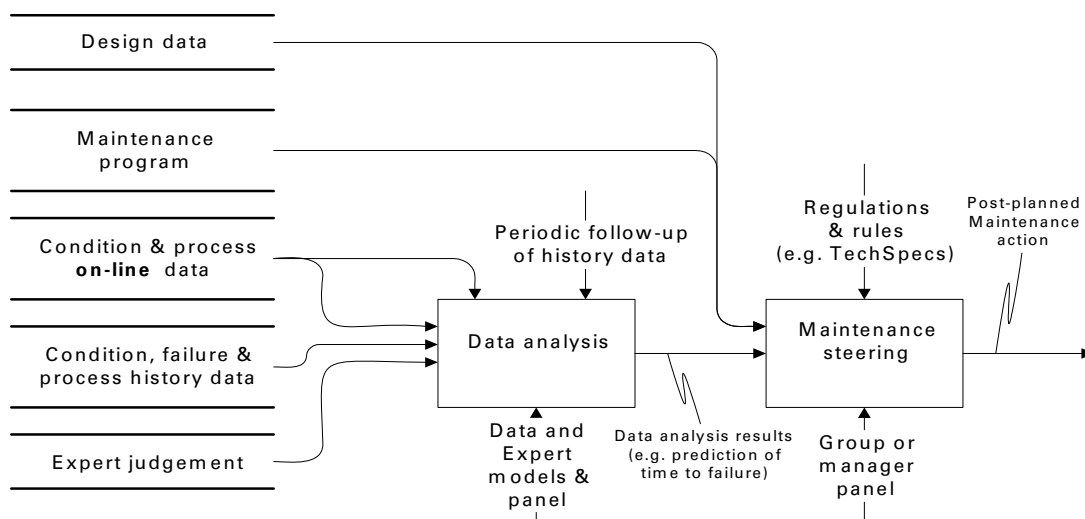 Design data
Maintenance
program
Condition & process
on-line data
Condition, failure &
process history data
Expert judgement
Periodic follow-up
of history data
Data analysis
Data and
Expert
models &
panel
Data analysis results
(e.g. prediction of
time to failure)
Regulations
& rules
(e.g. TechSpecs)
Maintenance
steering
Group or
manager
panel
Post-planned
Maintenance
action